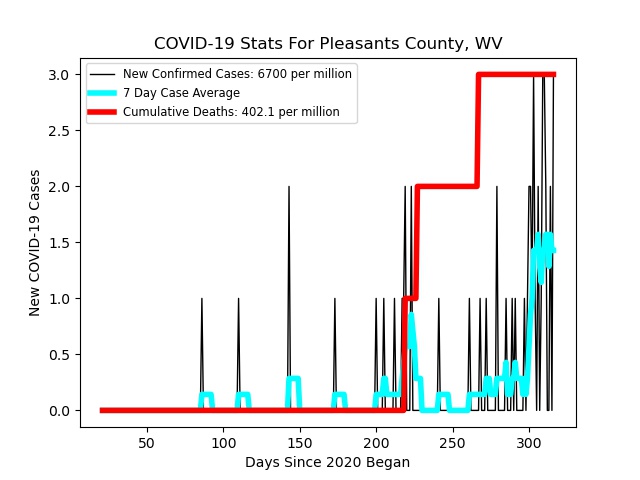 COVID-19 Stats For Pleasants County, WV
New Confirmed Cases: 6700 per million
7 Day Case Average
Cumulative Deaths: 402.1 per million
New COVID-19 Cases
3.0
2.5
2.0
1.5
1.0
0.5
0.0
50 100 150 200 250 300
Days Since 2020 Began